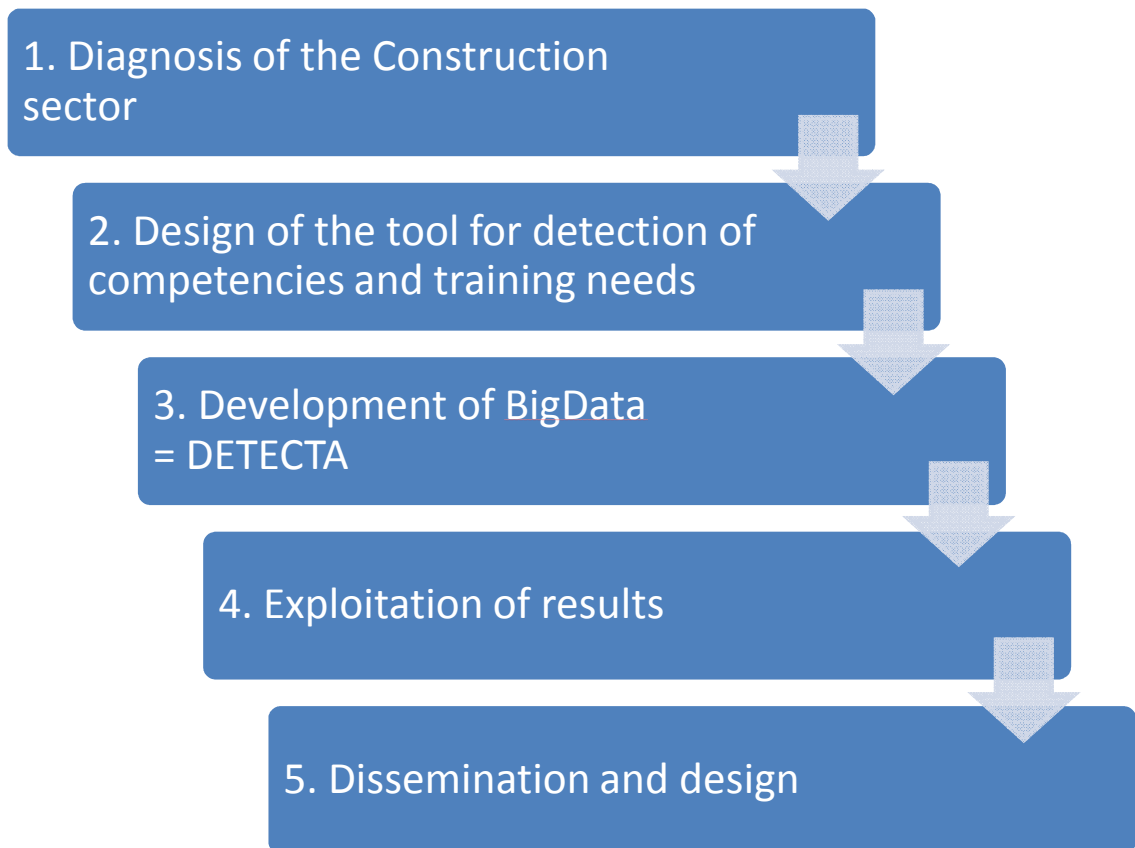 1. Diagnosis of the Construction
sector
2. Design of the tool for detection of
competencies and training needs
3. Development of BigData
= DETECTA
4. Exploitation of results
5. Dissemination and design